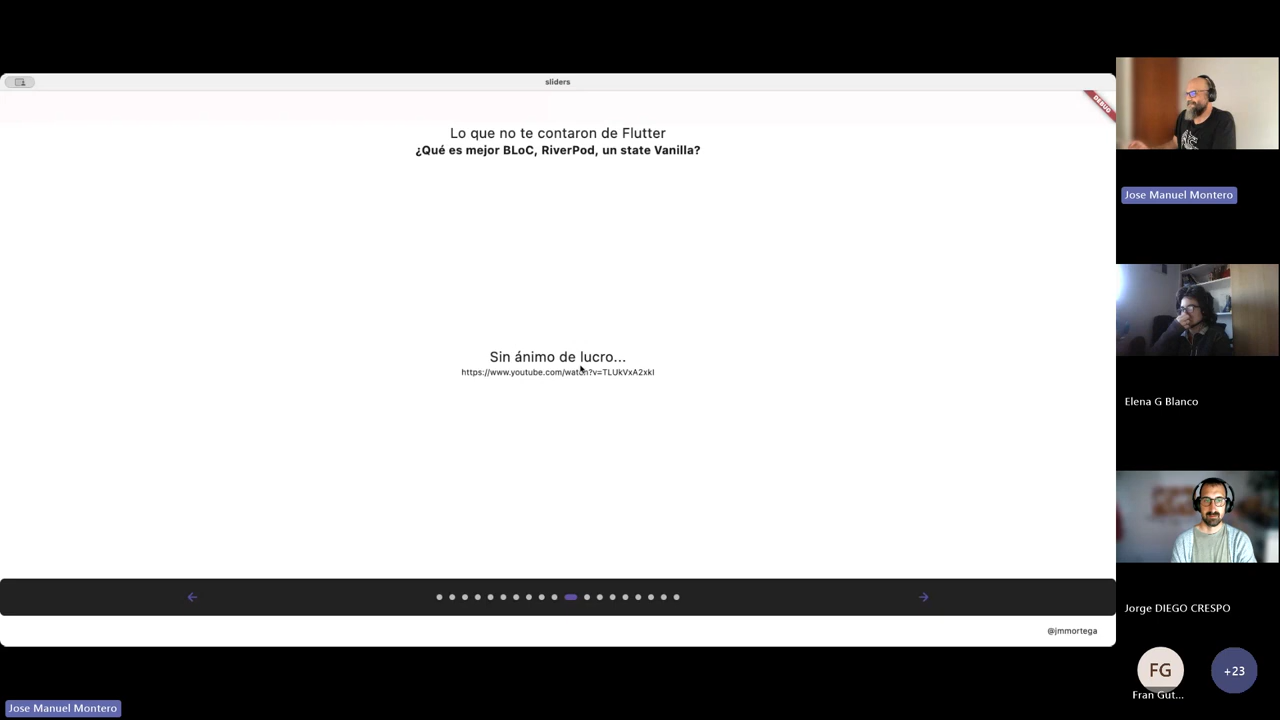 sliders
DEBUG
Lo que no te contaron de Flutter
¿Qué es mejor BLoC, RiverPod, un state Vanilla?
Sin ánimo de lucro...
https://www.youtube.com/watch?v=TLUkVxA2xkI
@jmmortega
Jose Manuel Montero
Elena G Blanco
Jorge DIEGO CRESPO
FG
+23
Fran Gut...
Jose Manuel Montero